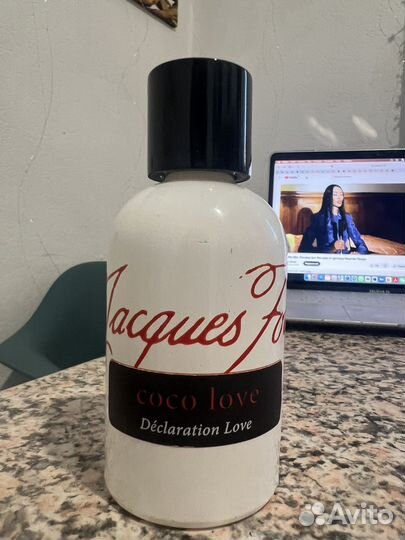 Jacques Fa
coco love
Déclaration Love
Avito